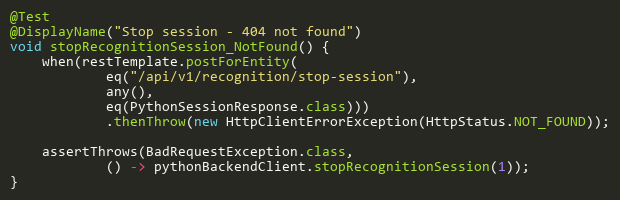 @Test
@DisplayName("Stop session - 404 not found")
void stopRecognitionSession_NotFound() {
    when(restTemplate.postForEntity(
            eq("/api/v1/recognition/stop-session"),
            any(),
            eq(PythonSessionResponse.class)))
            .thenThrow(new HttpClientErrorException(HttpStatus.NOT_FOUND));

    assertThrows(BadRequestException.class,
            () -> pythonBackendClient.stopRecognitionSession(1));
}